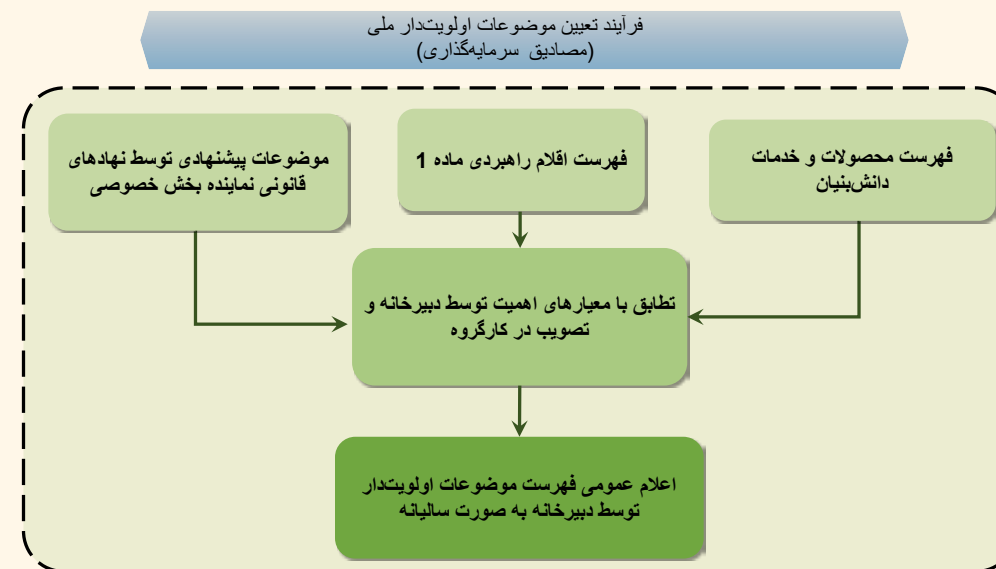 فرآیند تعیین موضوعات اولویت‌دار ملی
(مصادیق سرمایه‌گذاری)
فهرست محصولات و خدمات
دانش‌بنیان
فهرست اقلام راهبردی ماده 1
موضوعات پیشنهادی توسط نهادهای
قانونی نماینده بخش خصوصی
تطابق با معیارهای اهمیت توسط دبیرخانه و
تصویب در کارگروه
اعلام عمومی فهرست موضوعات اولویت‌دار
توسط دبیرخانه به صورت سالیانه